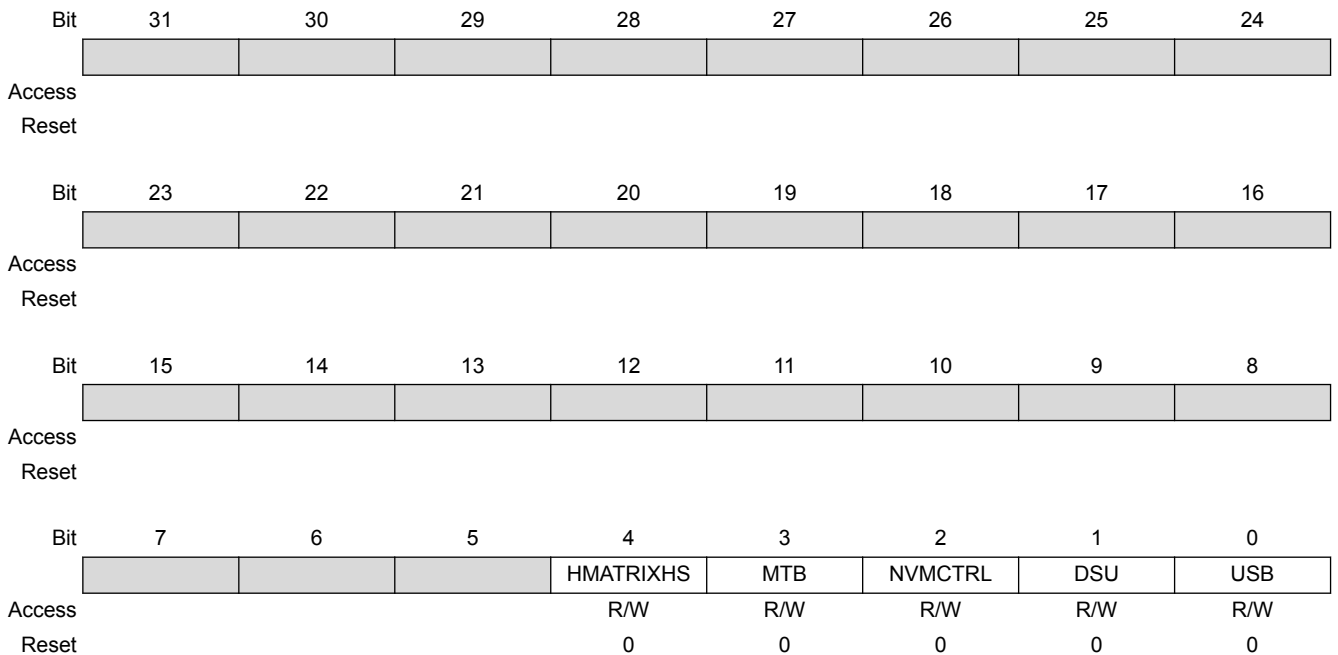 Bit 31 30 29 28 27 26 25 24
Access
Reset
Bit 23 22 21 20 19 18 17 16
Access
Reset
Bit 15 14 13 12 11 10 9 8
Access
Reset
Bit 7 6 5 4 3 2 1 0
HMATRIXHS MTB NVMCTRL DSU USB
Access R/W R/W R/W R/W R/W
Reset 0 0 0 0 0